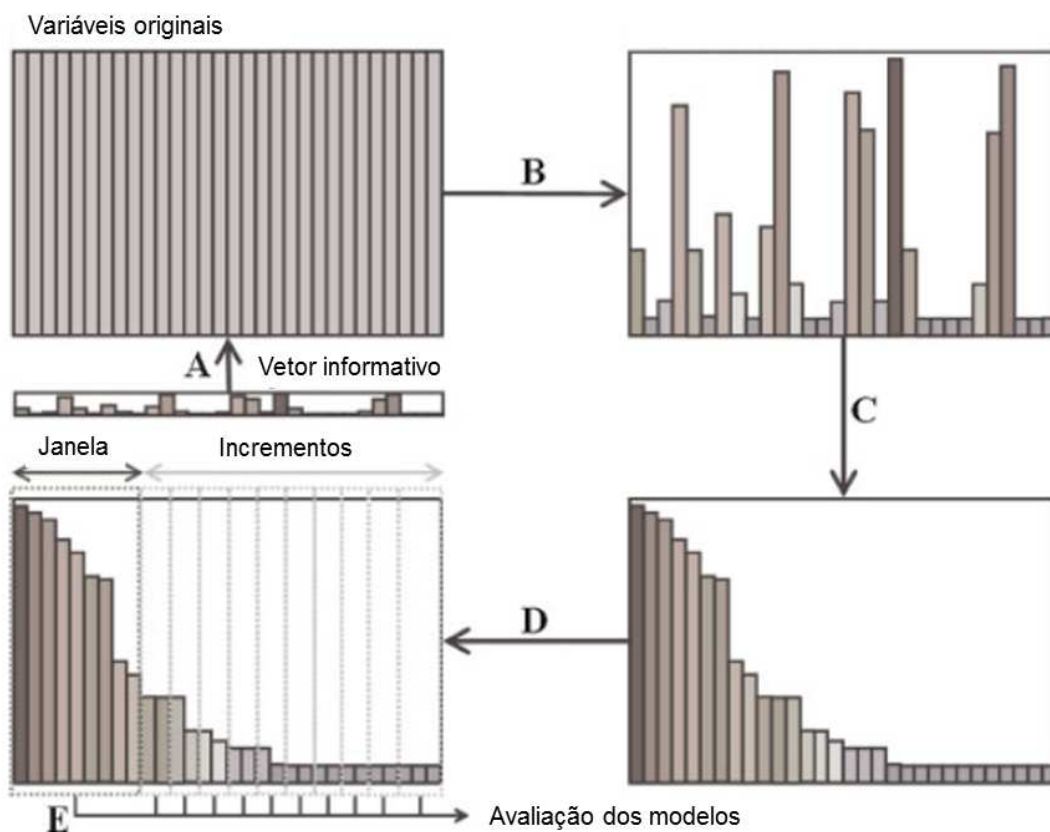 Variáveis originais
B
A
Vetor informativo
C
Janela
Incrementos
D
E
Avaliação dos modelos